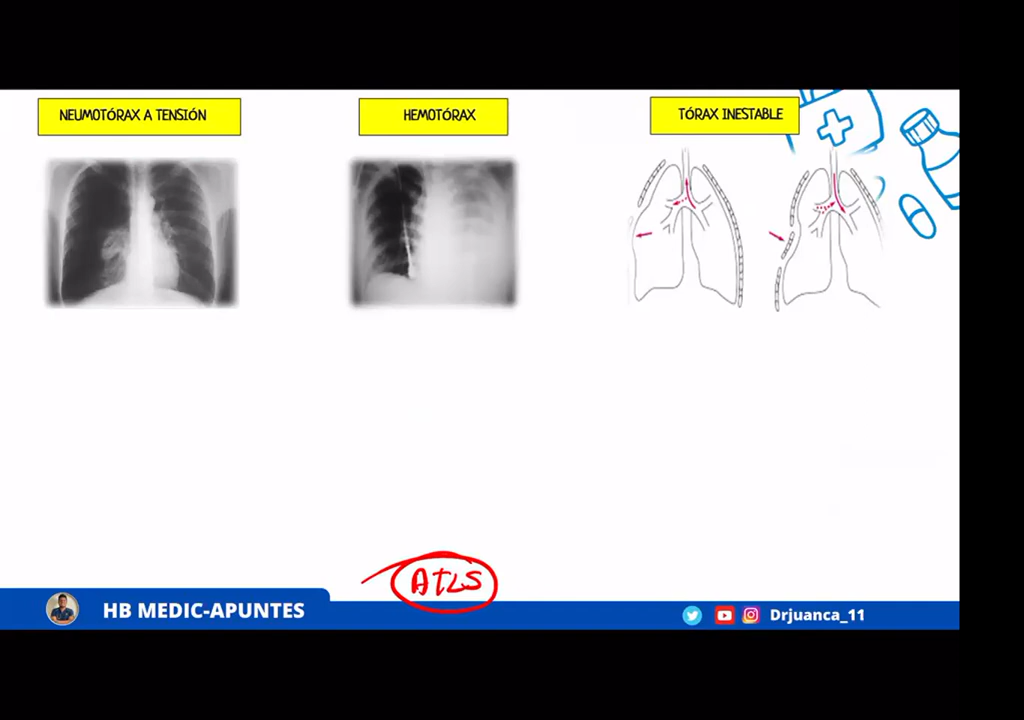 NEUMOTÓRAX A TENSIÓN
HEMOTÓRAX
TÓRAX INESTABLE
ATLS
HB MEDIC-APUNTES
Drjuanca_11